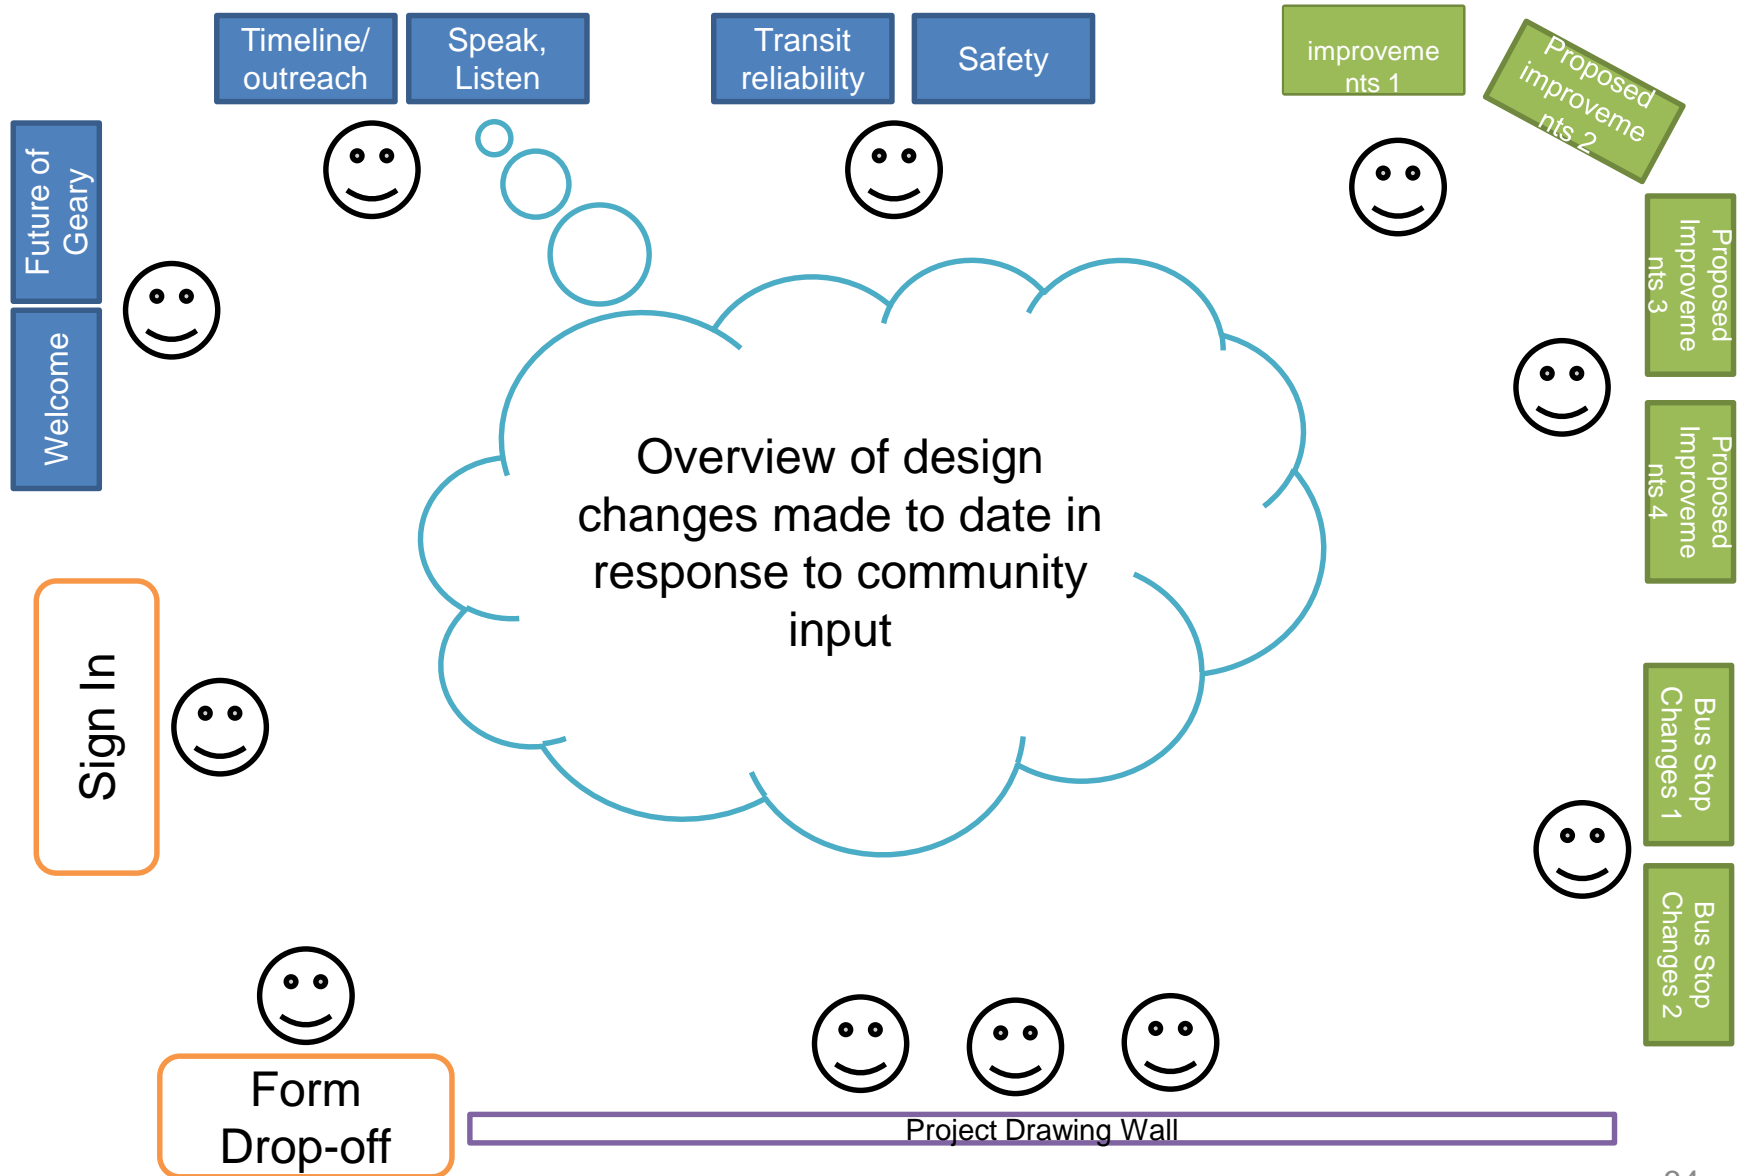 Timeline/
outreach
Speak,
Listen
Transit
reliability
Safety
improveme
nts 1
Proposed
improveme
nts 2
Future of
Geary
Welcome
Proposed
Improveme
nts 3
Proposed
Improveme
nts 4
Overview of design
changes made to date in
response to community
input
Sign In
Bus Stop
Changes 1
Bus Stop
Changes 2
Form
Drop-off
Project Drawing Wall